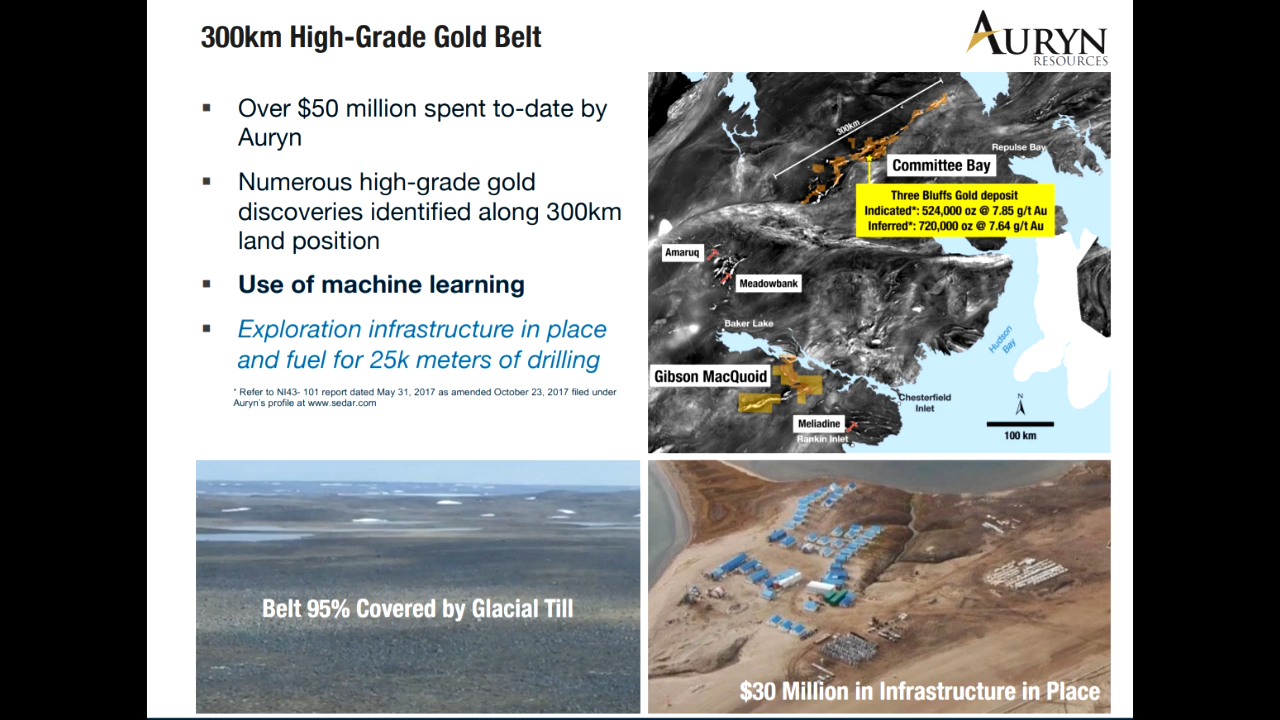 300km High-Grade Gold Belt
AURYN
RESOURCES
▪ Over $50 million spent to-date by
Auryn
▪ Numerous high-grade gold
discoveries identified along 300km
land position
▪ Use of machine learning
▪ Exploration infrastructure in place
and fuel for 25k meters of drilling
* Refer to NI43- 101 report dated May 31, 2017 as amended October 23, 2017 filed under
Auryn's profile at www.sedar.com
300km
Repulse Bay
Committee Bay
Three Bluffs Gold deposit
Indicated*: 524,000 oz @ 7.85 g/t Au
Inferred*: 720,000 oz @ 7.64 g/t Au
Amaruq
Meadowbank
Baker Lake
Hudson
Bay
Gibson MacQuoid
Chesterfield
Inlet
N
Meliadine
Rankin Inlet
100 km
Belt 95% Covered by Glacial Till
$30 Million in Infrastructure in Place